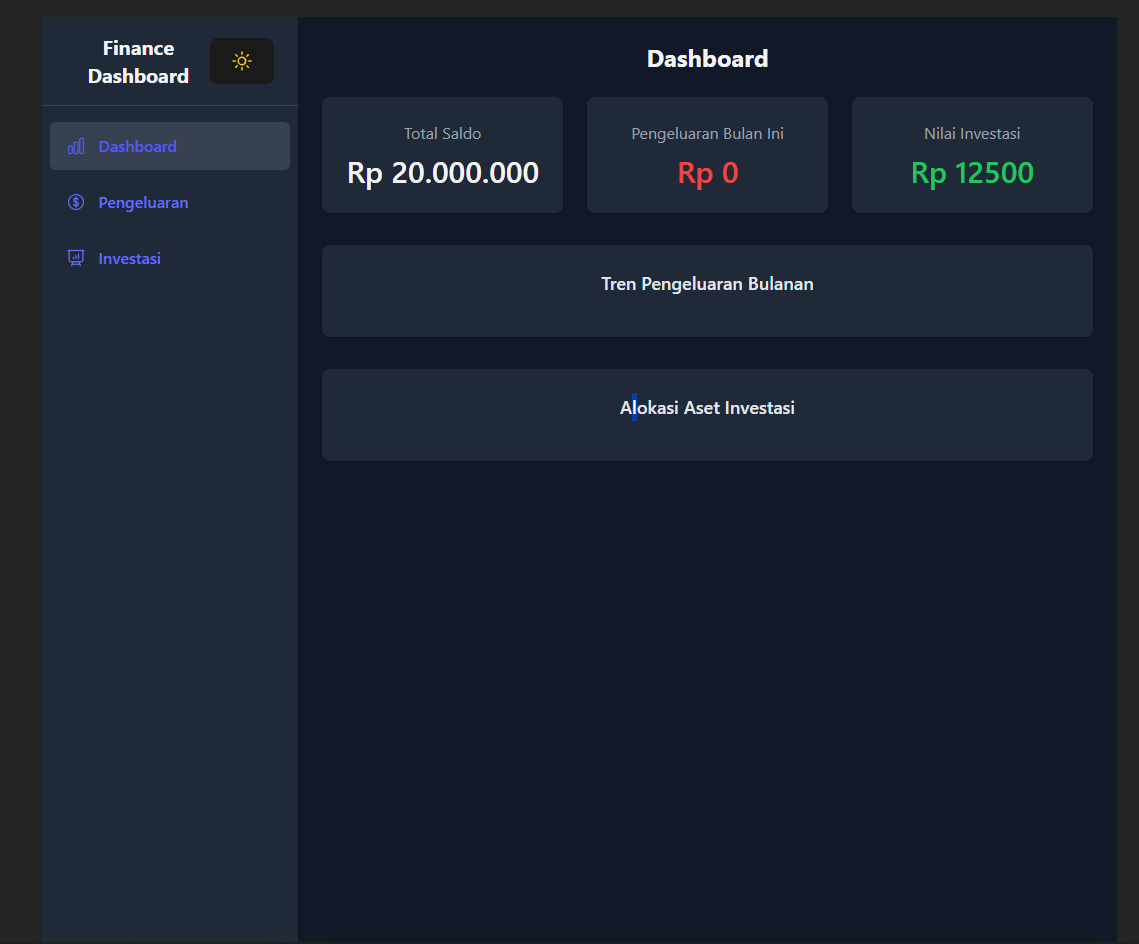 Finance
Dashboard
Dashboard
Pengeluaran
Investasi
Dashboard
Total Saldo
Rp 20.000.000
Pengeluaran Bulan Ini
Rp 0
Nilai Investasi
Rp 12500
Tren Pengeluaran Bulanan
Alokasi Aset Investasi